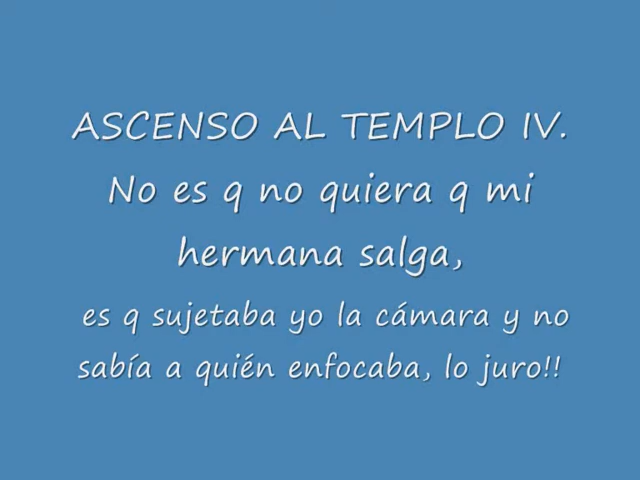 ASCENSO AL TEMPLO IV.
No es q no quiera q mi
hermana salga,
es q sujetaba yo la cámara y no
sabía a quién enfocaba, lo juro!!